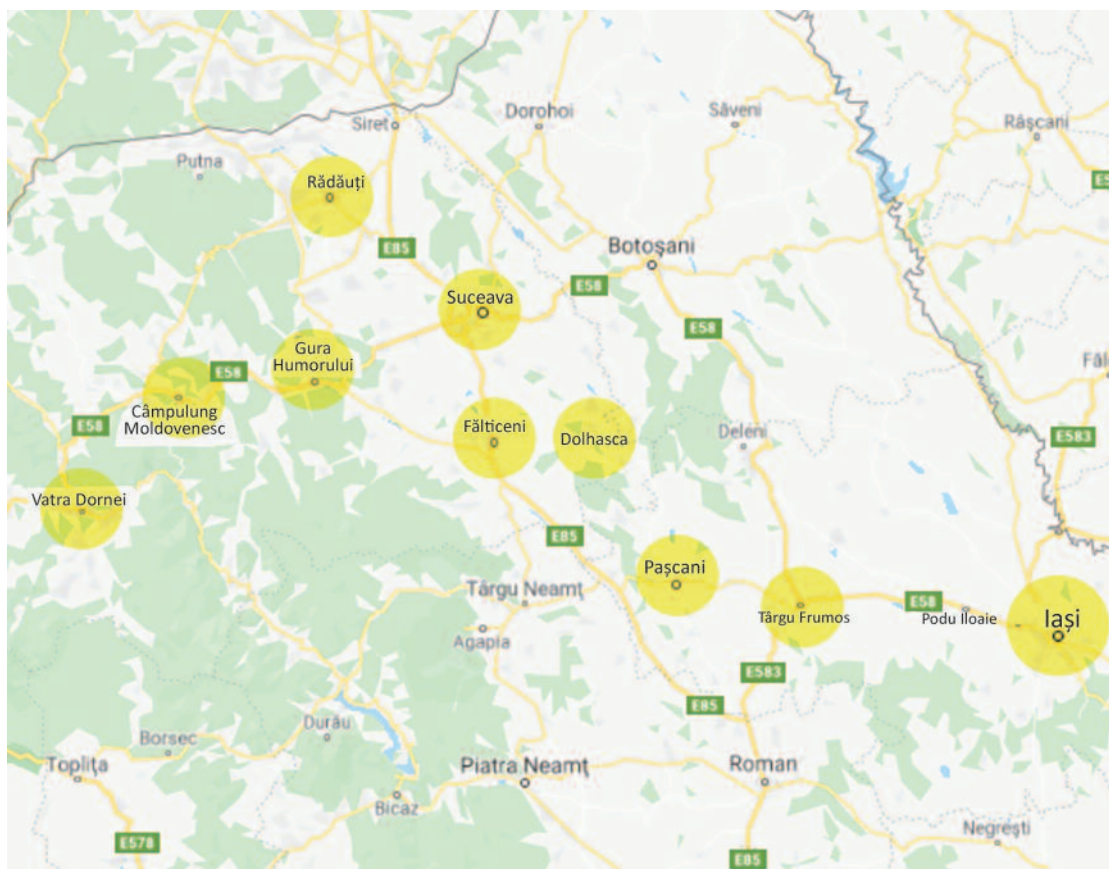 Siret
Dorohoi
Săveni
Râșcani
Putna
Rădăuți
E85
Botoșani
Suceava
E58
E58
Gura
Humorului
E58
Câmpulung
Moldovenesc
E58
Fălticeni
Dolhasca
Deleni
E583
Vatra Dornei
E85
Pașcani
Târgu Neamț
Târgu Frumos
E58
Podu Iloaie
Iași
Agapia
E583
E85
Durău
Borsec
Toplița
Piatra Neamț
Roman
Bicaz
Negrești
E578
E85